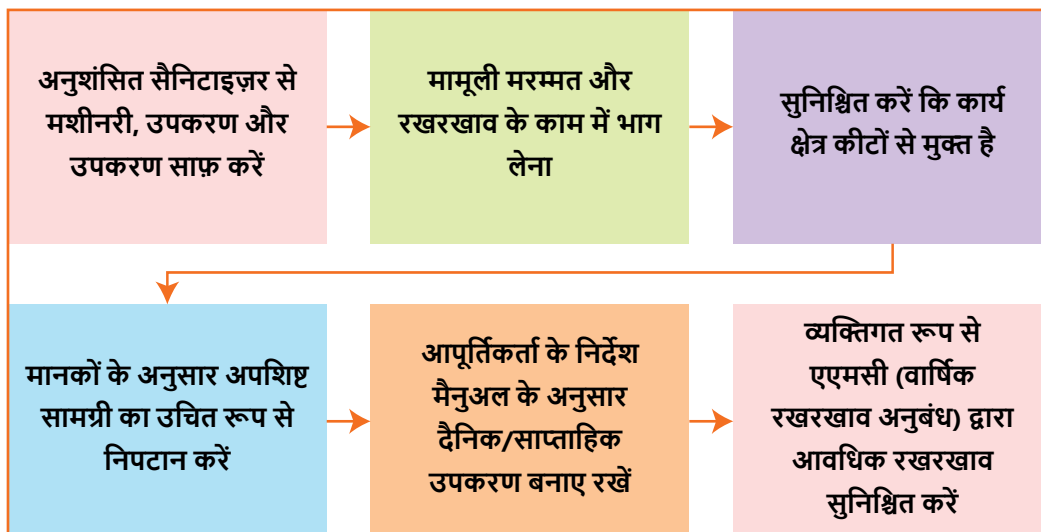 अनुशंसित सैनिटाइज़र से
मशीनरी, उपकरण और
उपकरण साफ़ करें
मामूली मरम्मत और
रखरखाव के काम में भाग
लेना
सुनिश्चित करें कि कार्य
क्षेत्र कीटों से मुक्त है
मानकों के अनुसार अपशिष्ट
सामग्री का उचित रूप से
निपटान करें
आपूर्तिकर्ता के निर्देश
मैनुअल के अनुसार
दैनिक/साप्ताहिक
उपकरण बनाए रखें
व्यक्तिगत रूप से
एएमसी (वार्षिक
रखरखाव अनुबंध) द्वारा
आवधिक रखरखाव
सुनिश्चित करें